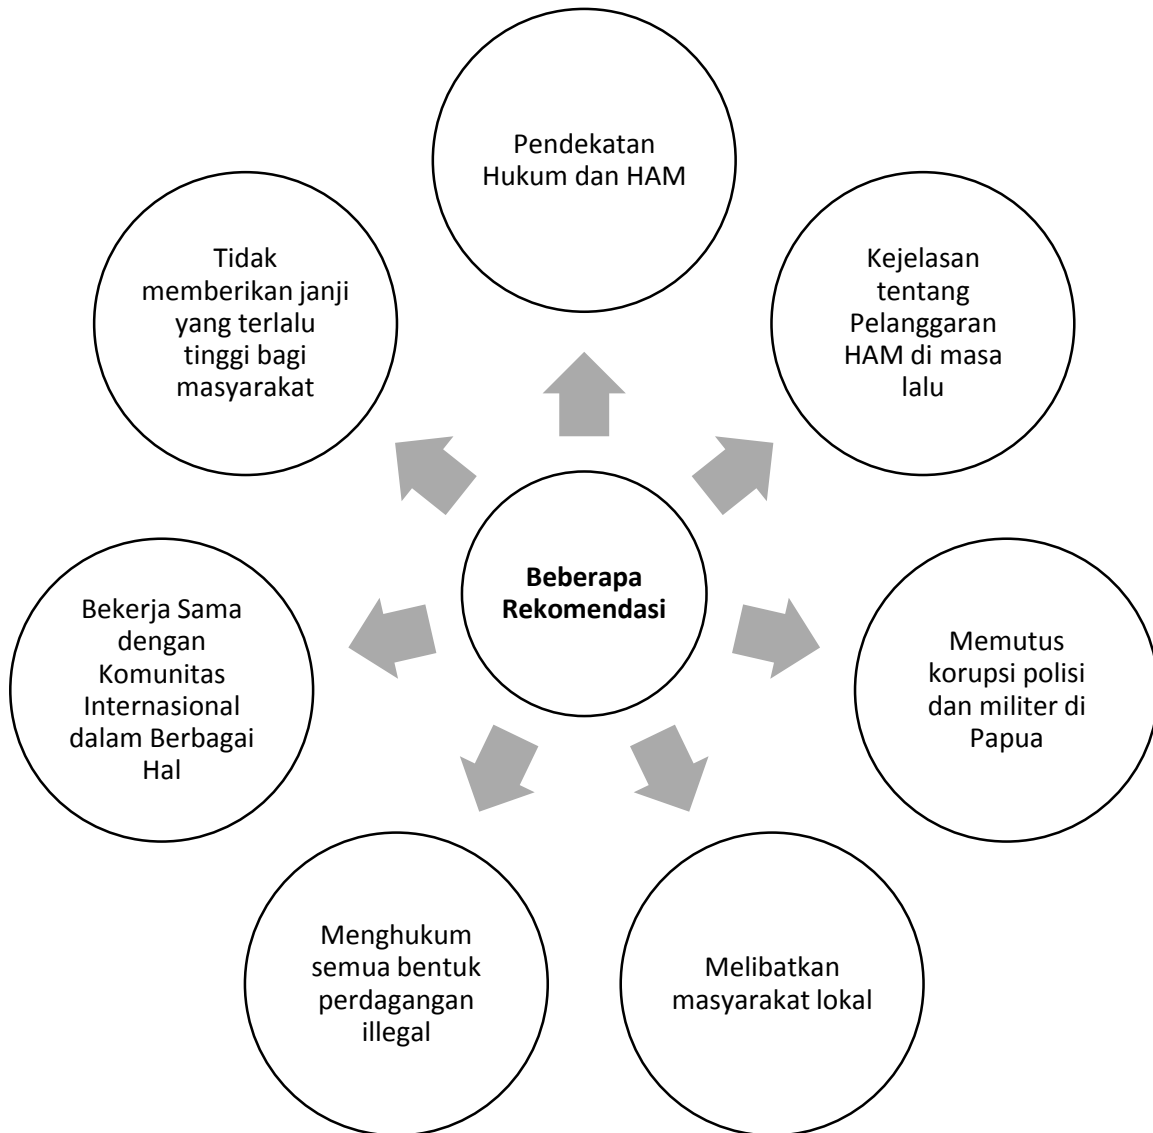 Pendekatan
Hukum dan HAM
Kejelasan
tentang
Pelanggaran
HAM di masa
lalu
Memutus
korupsi polisi
dan militer di
Papua
Melibatkan
masyarakat lokal
Menghukum
semua bentuk
perdagangan
illegal
Bekerja Sama
dengan
Komunitas
Internasional
dalam Berbagai
Hal
Tidak
memberikan janji
yang terlalu
tinggi bagi
masyarakat
Beberapa
Rekomendasi